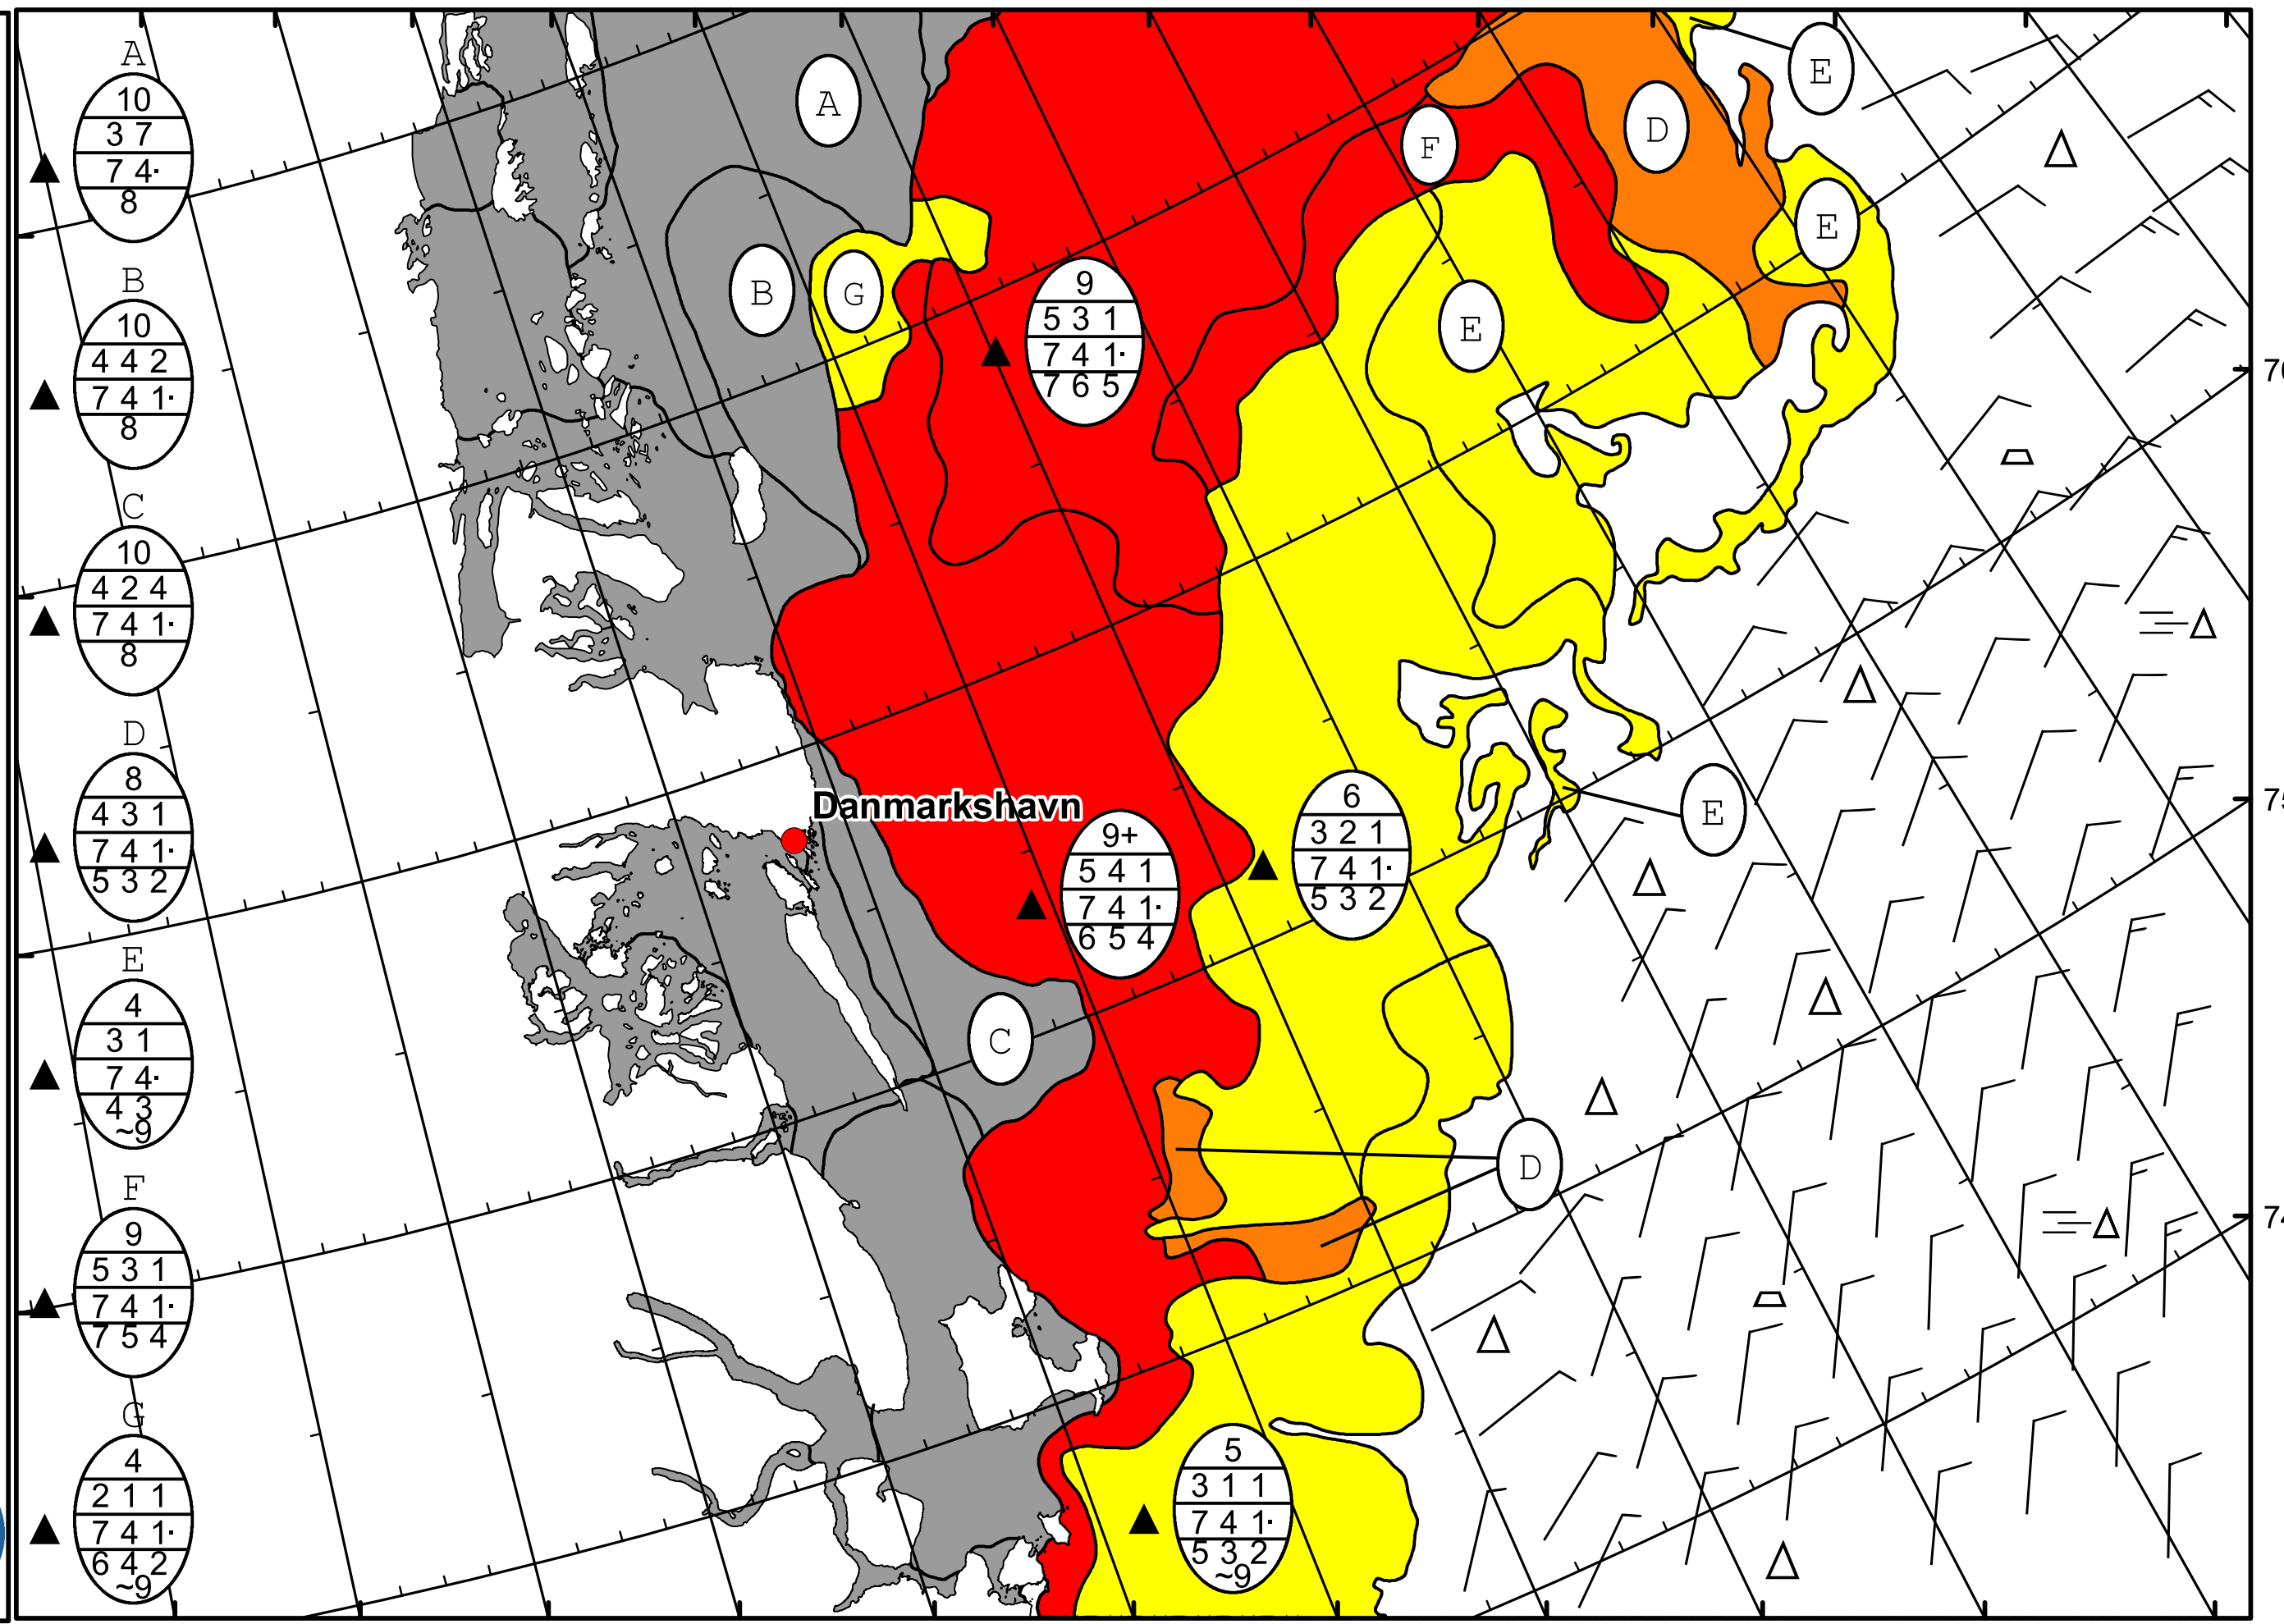 A
10
3 7
7 4·
8
B
10
4 4 2
7 4 1·
8
C
10
4 2 4
7 4 1·
8
D
8
4 3 1
7 4 1·
5 3 2
E
4
3 1
7 4·
4 3
~9
F
9
5 3 1
7 4 1·
7 5 4
G
4
2 1 1
7 4 1·
6 4 2
~9
A
E
F
D
E
B
G
9
5 3 1
7 4 1·
7 6 5
E
Danmarkshavn
9+
5 4 1
7 4 1·
6 5 4
6
3 2 1
7 4 1·
5 3 2
E
C
D
5
3 1 1
7 4 1·
5 3 2
~9